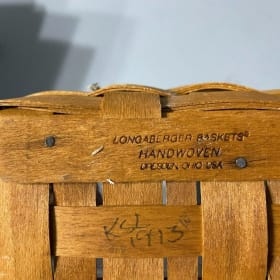 LONGABERGER BASKETS®
HANDWOVEN
DRESDEN, OHIO USA